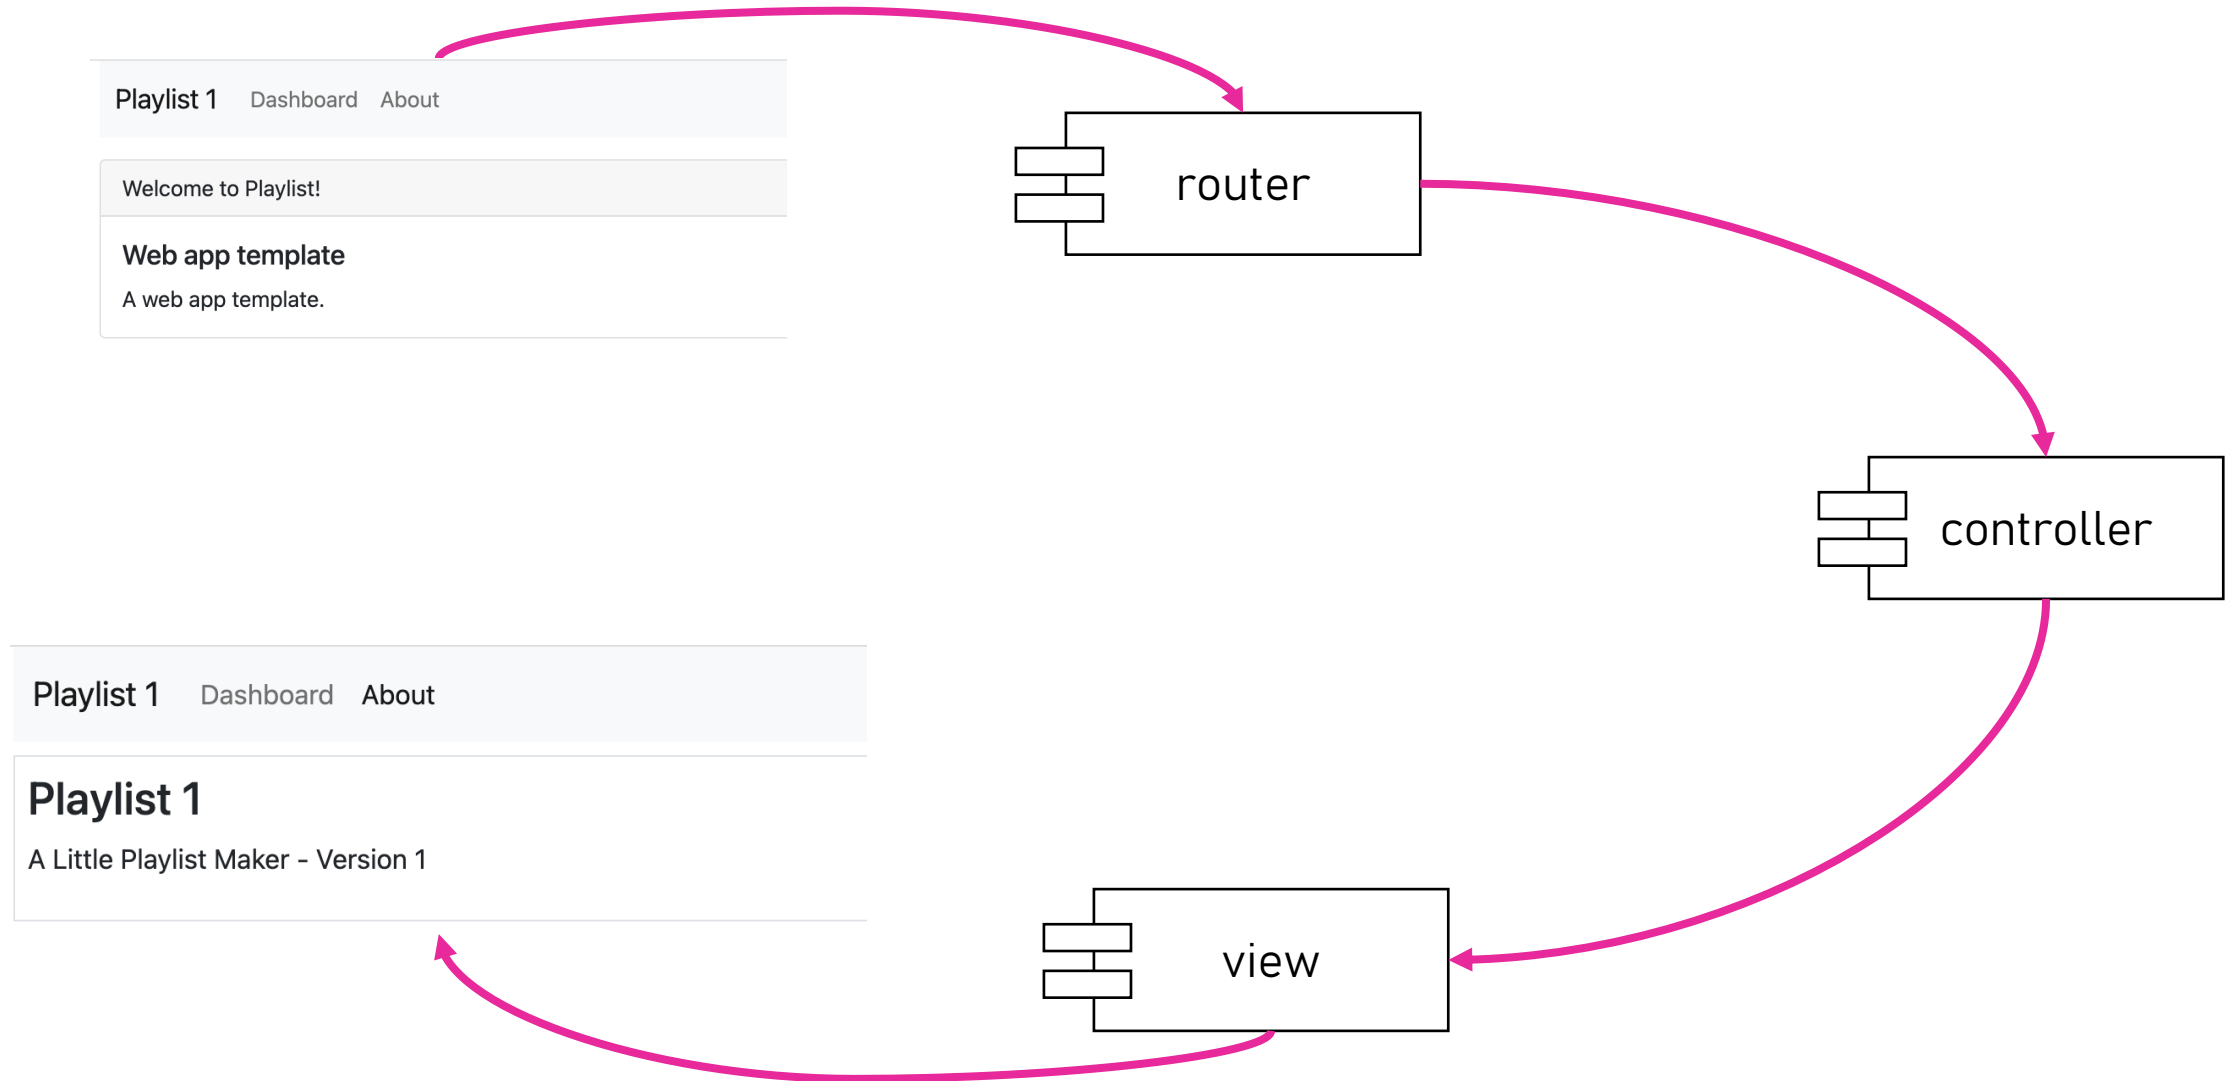 Playlist 1 Dashboard About
Welcome to Playlist!
Web app template
A web app template.
router
controller
Playlist 1 Dashboard About
Playlist 1
A Little Playlist Maker - Version 1
view